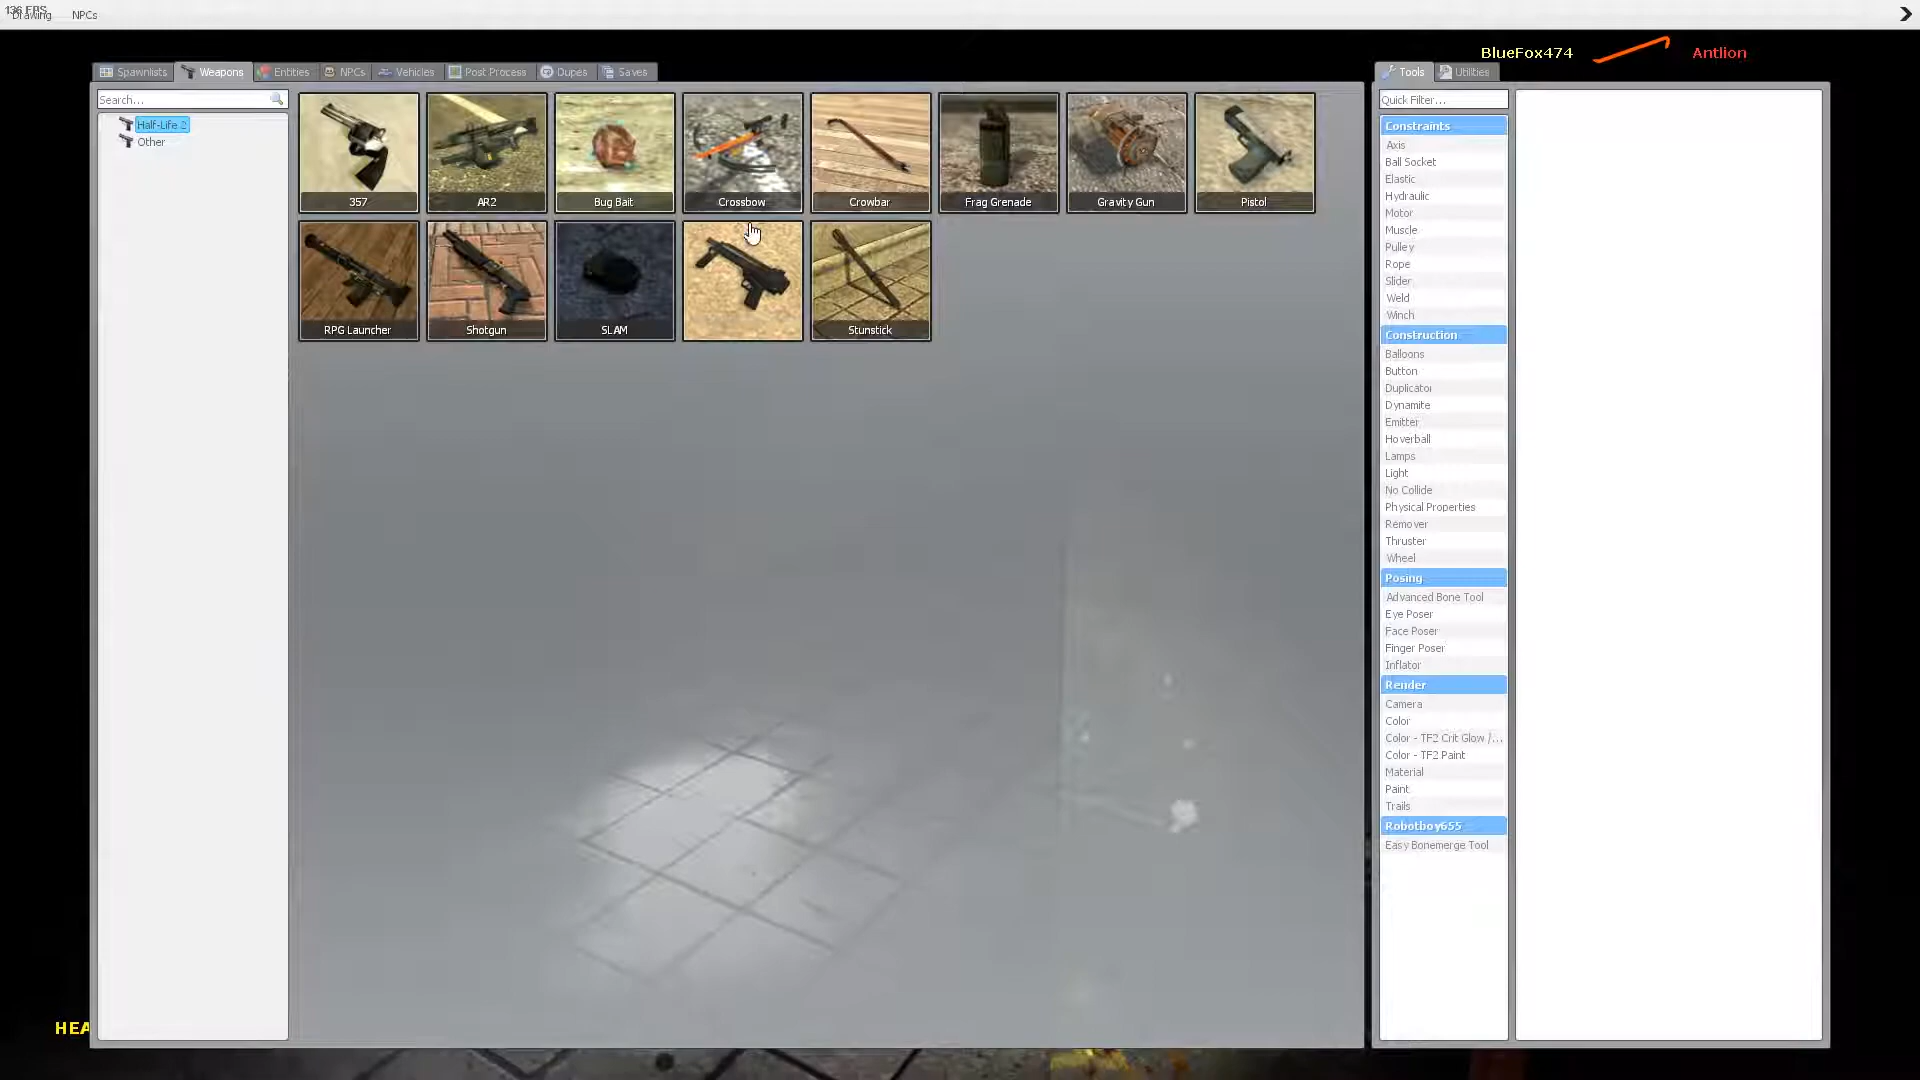 136 FPS
Drawing NPCs
BlueFox474 Antlion
Spawnlists Weapons Entities NPCs Vehicles Post Process Dupes Saves
Tools Utilities
Search...
Quick Filter...
Half-Life 2
Other
357 AR2 Bug Bait Crossbow Crowbar Frag Grenade Gravity Gun Pistol
RPG Launcher Shotgun SLAM Stunstick
Constraints
Axis
Ball Socket
Elastic
Hydraulic
Motor
Muscle
Pulley
Rope
Slider
Weld
Winch
Construction
Balloons
Button
Duplicator
Dynamite
Emitter
Hoverball
Lamps
Light
No Collide
Physical Properties
Remover
Thruster
Wheel
Posing
Advanced Bone Tool
Eye Poser
Face Poser
Finger Poser
Inflator
Render
Camera
Color
Color - TF2 Crit Glow /...
Color - TF2 Paint
Material
Paint
Trails
Robotboy655
Easy Bonemerge Tool
HEA